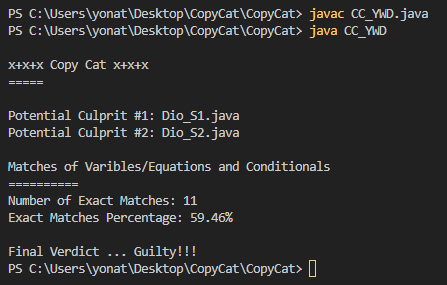 PS C:\Users\yonat\Desktop\CopyCat\CopyCat> javac CC_YWD.java
PS C:\Users\yonat\Desktop\CopyCat\CopyCat> java CC_YWD
x+x+x Copy Cat x+x+x
=====
Potential Culprit #1: Dio_S1.java
Potential Culprit #2: Dio_S2.java
Matches of Varibles/Equations and Conditionals
==========
Number of Exact Matches: 11
Exact Matches Percentage: 59.46%
Final Verdict ... Guilty!!!
PS C:\Users\yonat\Desktop\CopyCat\CopyCat>